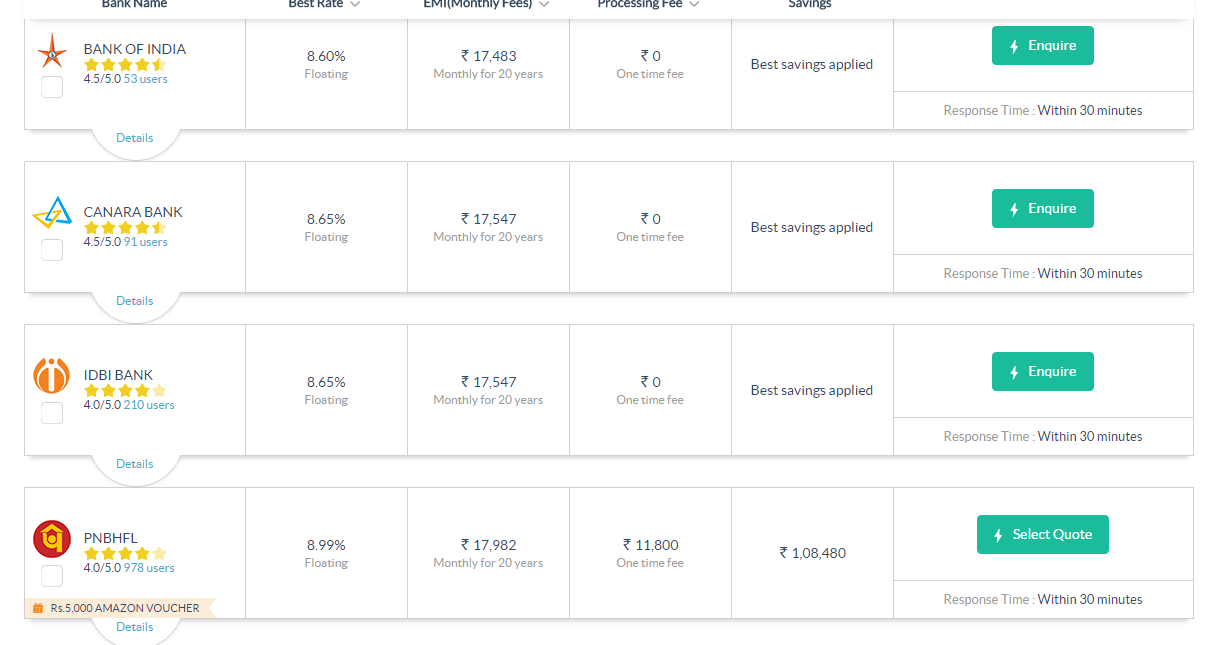 Bank Name
Best Rate
EMI(Monthly Fees)
Processing Fee
Savings
BANK OF INDIA
4.5/5.0 53 users
8.60%
Floating
₹ 17,483
Monthly for 20 years
₹ 0
One time fee
Best savings applied
Enquire
Response Time : Within 30 minutes
Details
CANARA BANK
4.5/5.0 91 users
8.65%
Floating
₹ 17,547
Monthly for 20 years
₹ 0
One time fee
Best savings applied
Enquire
Response Time : Within 30 minutes
Details
IDBI BANK
4.0/5.0 210 users
8.65%
Floating
₹ 17,547
Monthly for 20 years
₹ 0
One time fee
Best savings applied
Enquire
Response Time : Within 30 minutes
Details
PNBHFL
4.0/5.0 978 users
Rs.5,000 AMAZON VOUCHER
8.99%
Floating
₹ 17,982
Monthly for 20 years
₹ 11,800
One time fee
₹ 1,08,480
Select Quote
Response Time : Within 30 minutes
Details